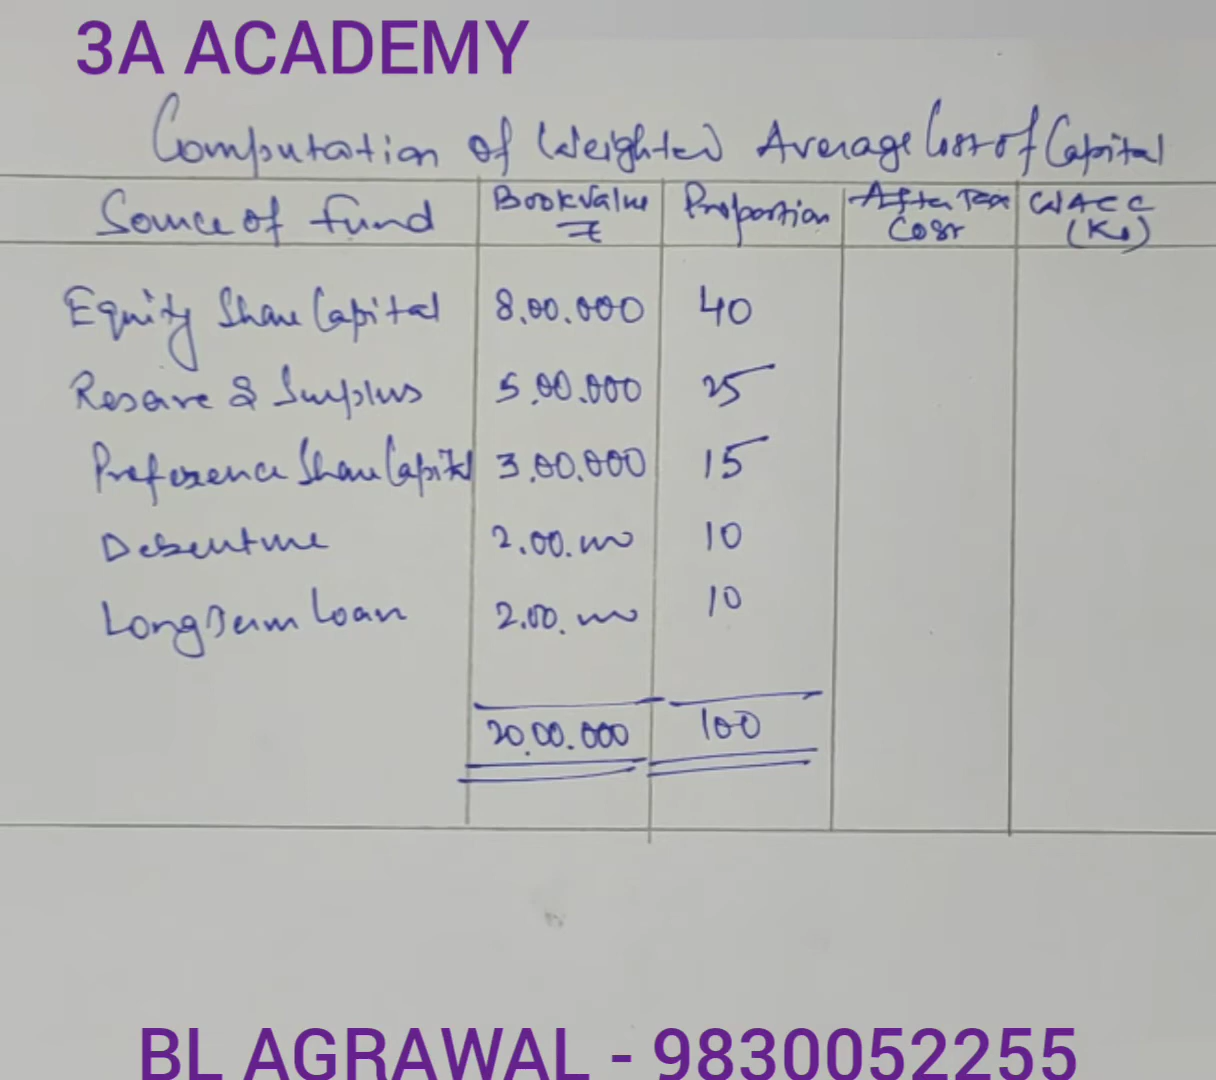 3A ACADEMY
Computation of Weighted Average Cost of Capital
Source of Fund Book Value ₹ Proportion After Tax Cost WACC (Ko)
Equity Share Capital 8,00,000 40
Reserve & Surplus 5,00,000 25
Preference Share Capital 3,00,000 15
Debenture 2,00,000 10
Long Term Loan 2,00,000 10
20,00,000 100
BL AGRAWAL - 9830052255